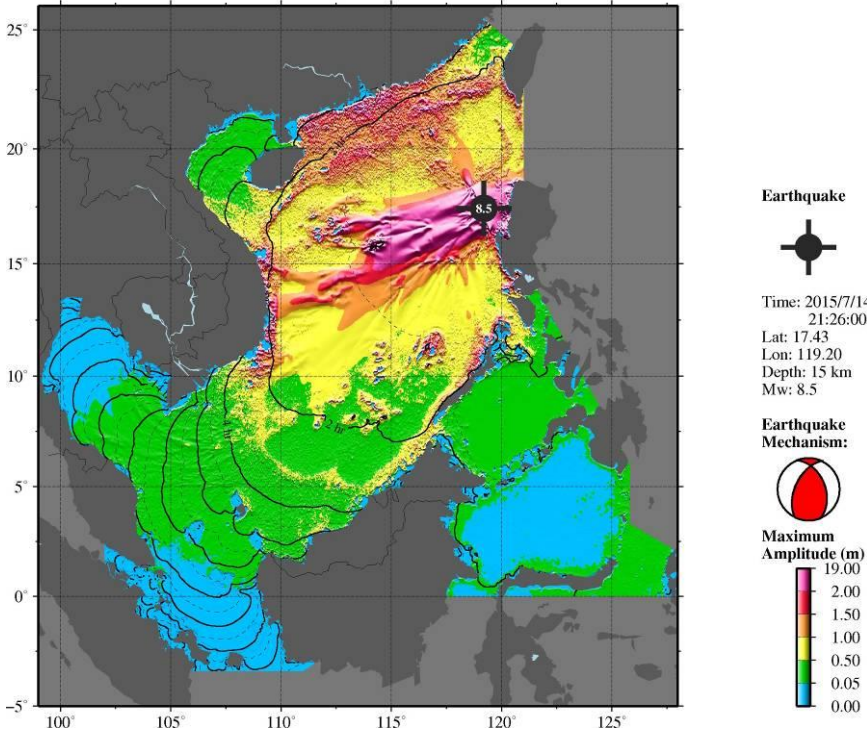 25°
20°
15°
10°
5°
0°
−5°
100°
105°
110°
115°
120°
125°
8.5
Earthquake
Time: 2015/7/14
21:26:00
Lat: 17.43
Lon: 119.20
Depth: 15 km
Mw: 8.5
Earthquake
Mechanism:
Maximum
Amplitude (m)
19.00
2.00
1.50
1.00
0.50
0.05
0.00